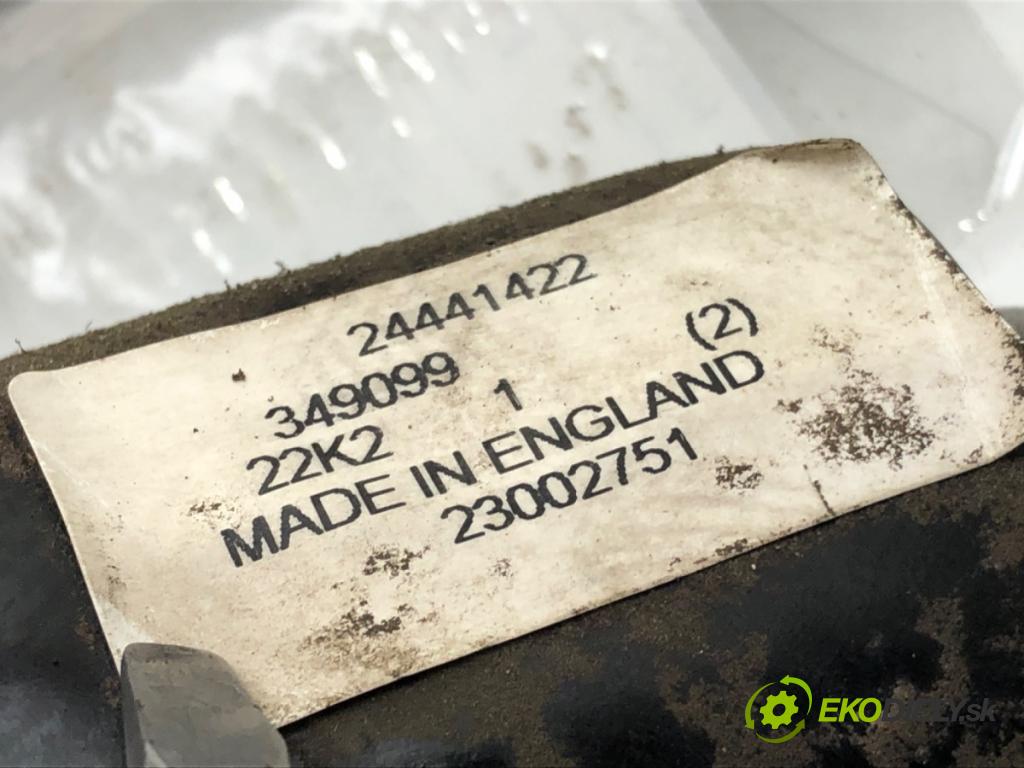 24441422
349099 (2)
22K2 1
MADE IN ENGLAND
23002751
EKODIELY.sk